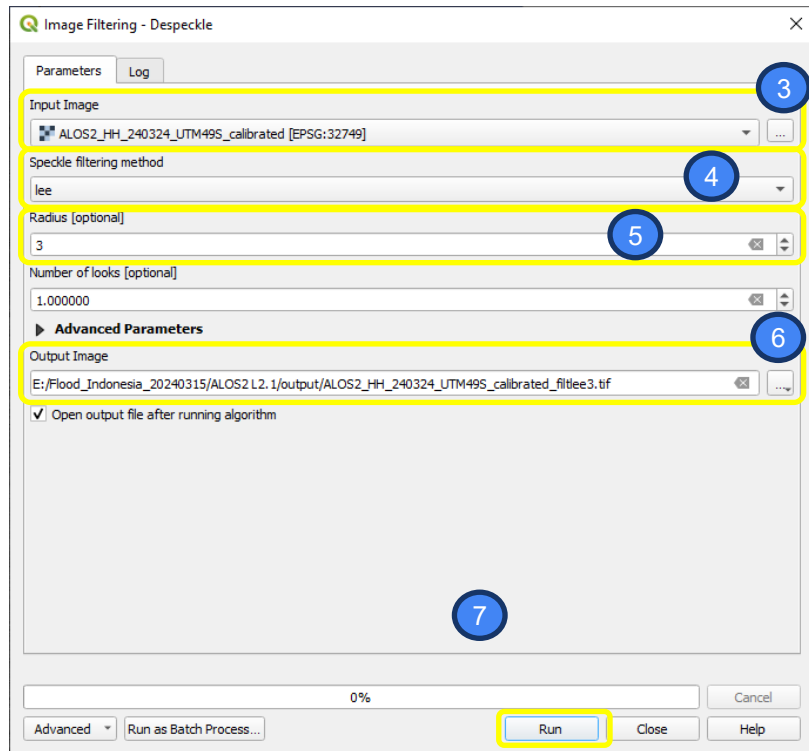 Image Filtering - Despeckle
Parameters Log
3
Input Image
ALOS2_HH_240324_UTM49S_calibrated [EPSG:32749]
...
Speckle filtering method
4
lee
Radius [optional]
5
3
Number of looks [optional]
1.000000
Advanced Parameters
6
Output Image
E:/Flood_Indonesia_20240315/ALOS2 L2.1/output/ALOS2_HH_240324_UTM49S_calibrated_filtlee3.tif
...
Open output file after running algorithm
7
0% Cancel
Advanced Run as Batch Process... Run Close Help